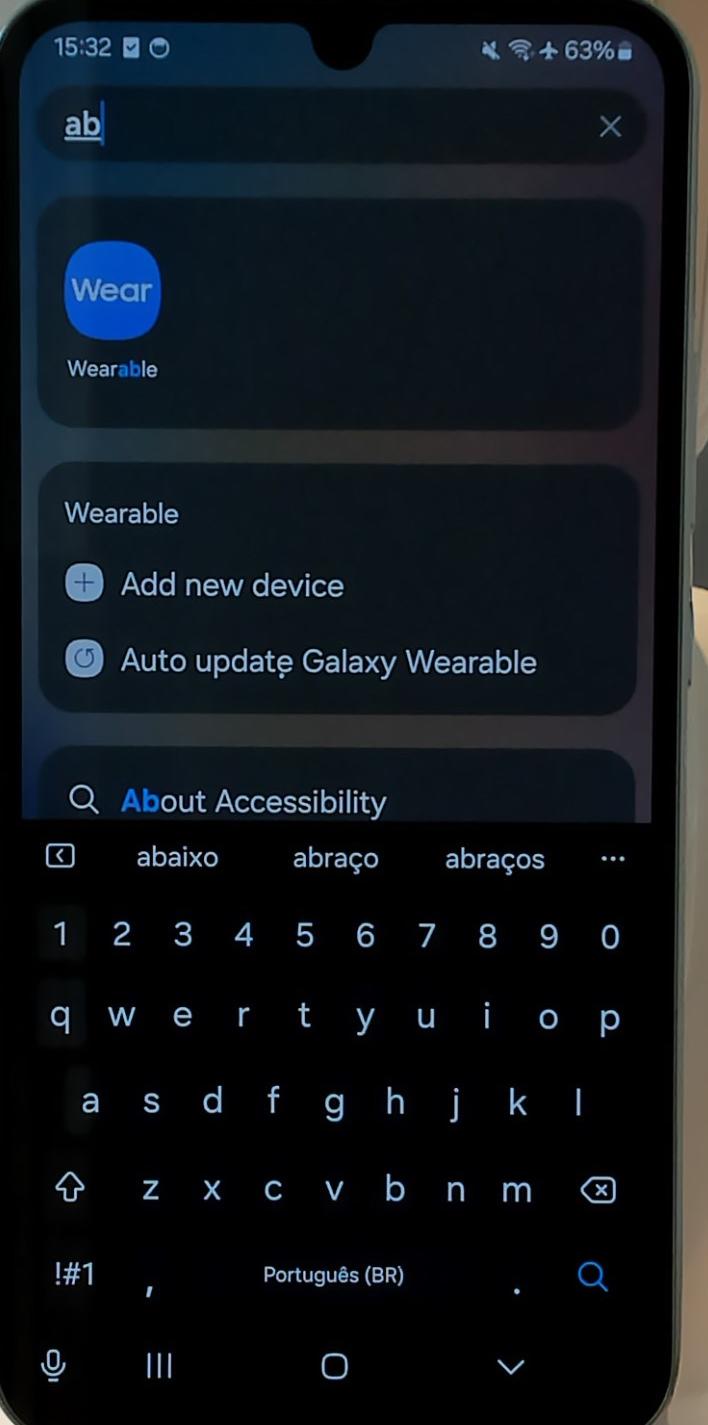 15:32
63%
ab
Wear
Wearable
Wearable
Add new device
Auto update Galaxy Wearable
About Accessibility
abaixo abraço abraços
1 2 3 4 5 6 7 8 9 0
q w e r t y u i o p
a s d f g h j k l
z x c v b n m
!#1 , Português (BR) .